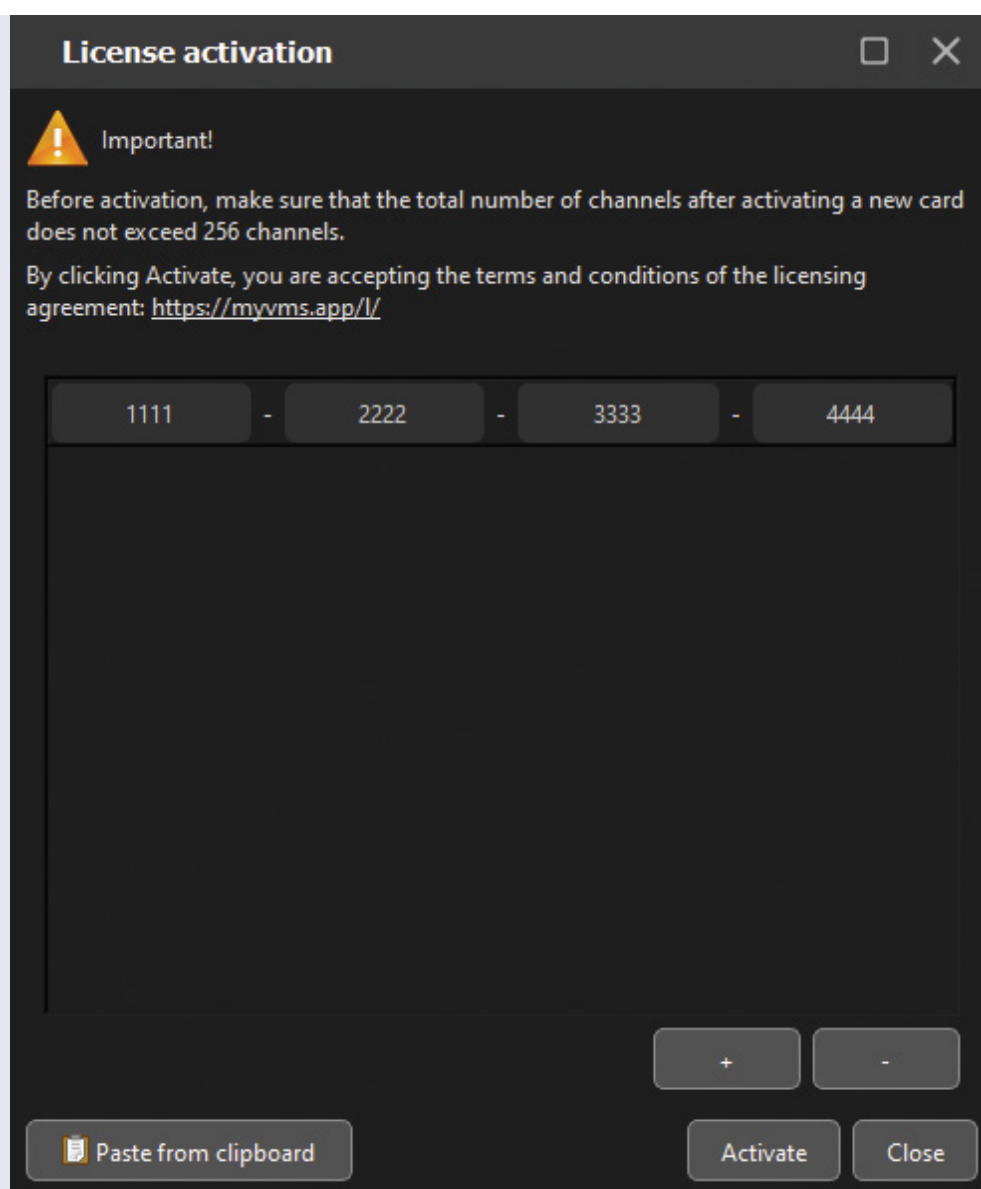 License activation
Important!
Before activation, make sure that the total number of channels after activating a new card
does not exceed 256 channels.
By clicking Activate, you are accepting the terms and conditions of the licensing
agreement: https://myvms.app/l/
1111 - 2222 - 3333 - 4444
+ -
Paste from clipboard Activate Close